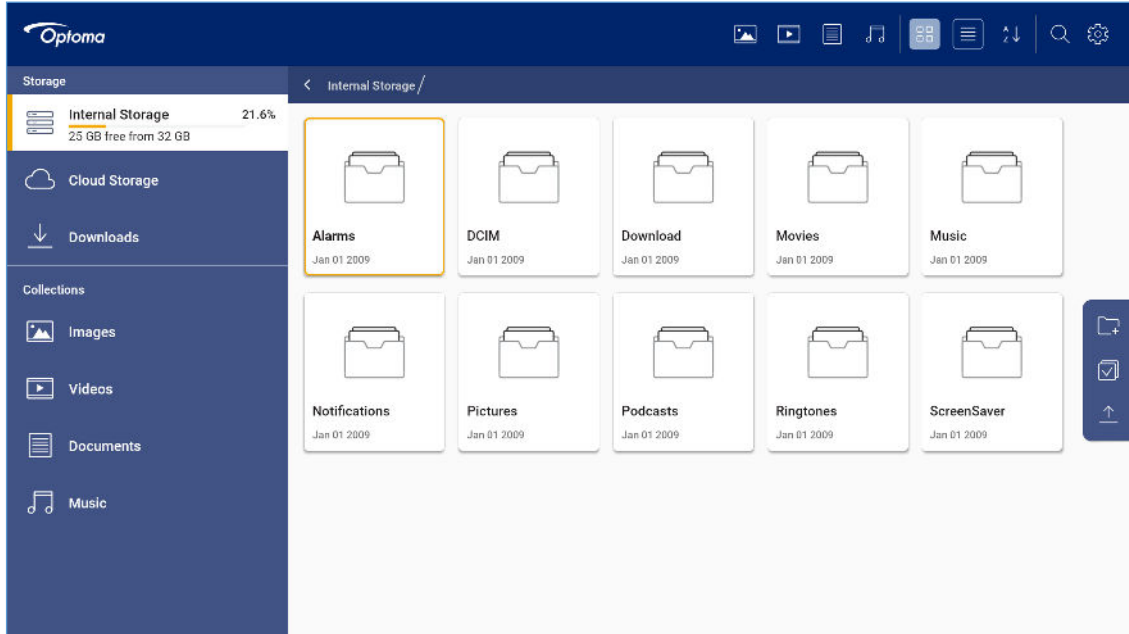 Optoma
Storage
Internal Storage 21.6%
25 GB free from 32 GB
Cloud Storage
Downloads
Collections
Images
Videos
Documents
Music
Internal Storage /
Alarms DCIM Download Movies Music
Jan 01 2009 Jan 01 2009 Jan 01 2009 Jan 01 2009 Jan 01 2009
Notifications Pictures Podcasts Ringtones ScreenSaver
Jan 01 2009 Jan 01 2009 Jan 01 2009 Jan 01 2009 Jan 01 2009